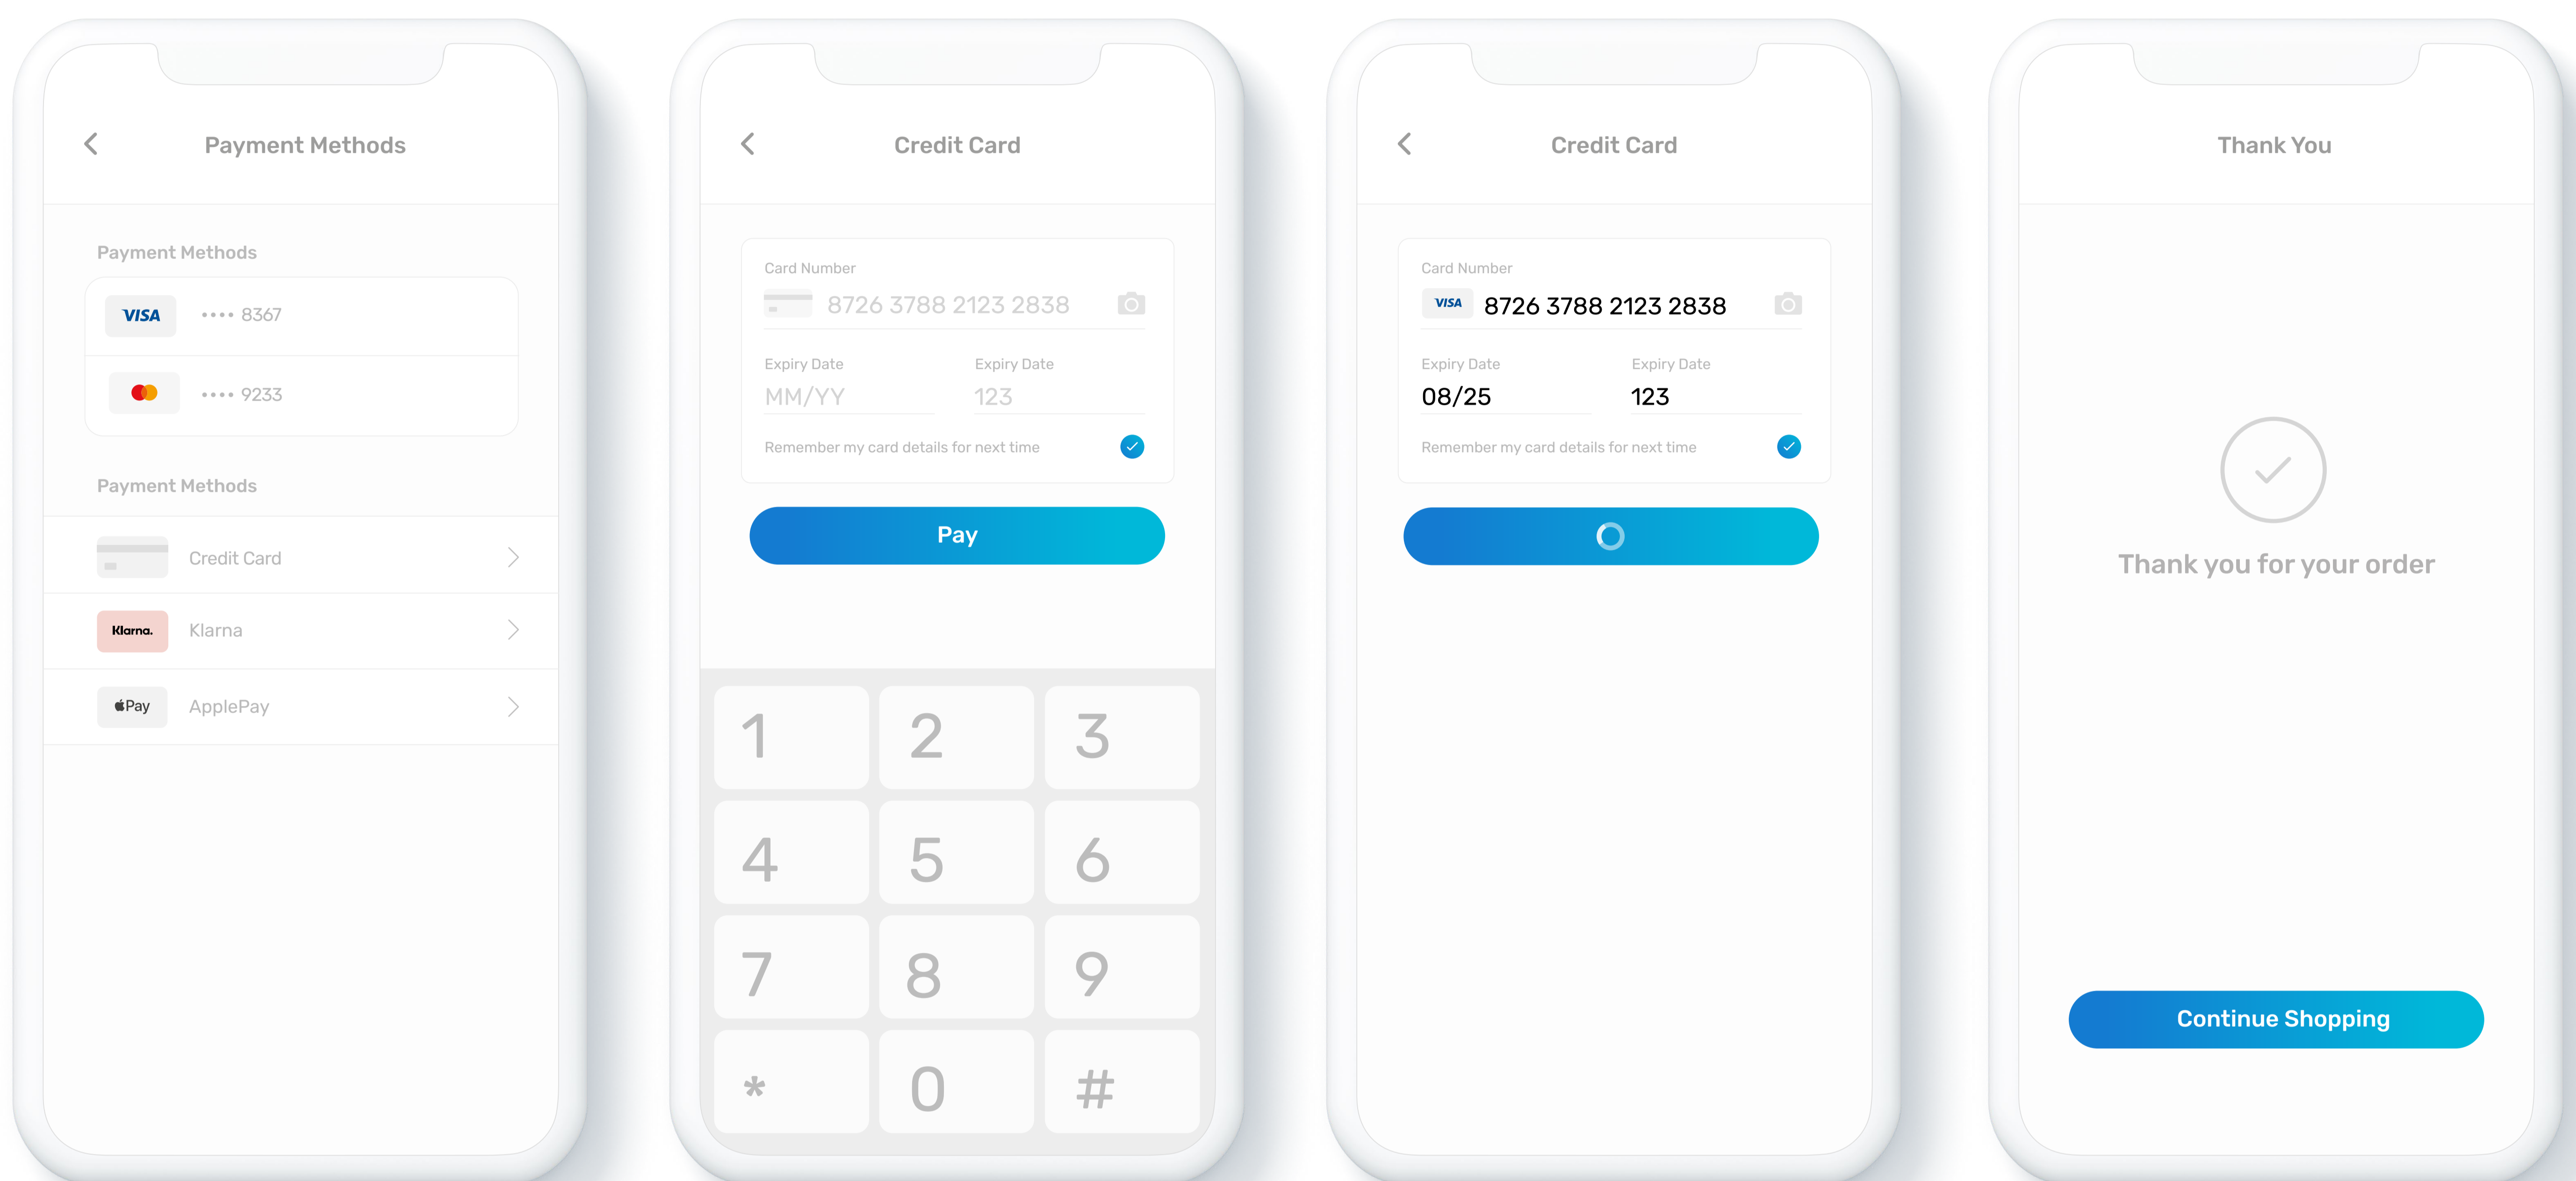 Payment Methods
Payment Methods
VISA •••• 8367
•••• 9233
Payment Methods
Credit Card
Klarna. Klarna
Pay ApplePay
Credit Card
Card Number
8726 3788 2123 2838
Expiry Date Expiry Date
MM/YY 123
Remember my card details for next time
Pay
1 2 3
4 5 6
7 8 9
* 0 #
Credit Card
Card Number
VISA 8726 3788 2123 2838
Expiry Date Expiry Date
08/25 123
Remember my card details for next time
Thank You
Thank you for your order
Continue Shopping